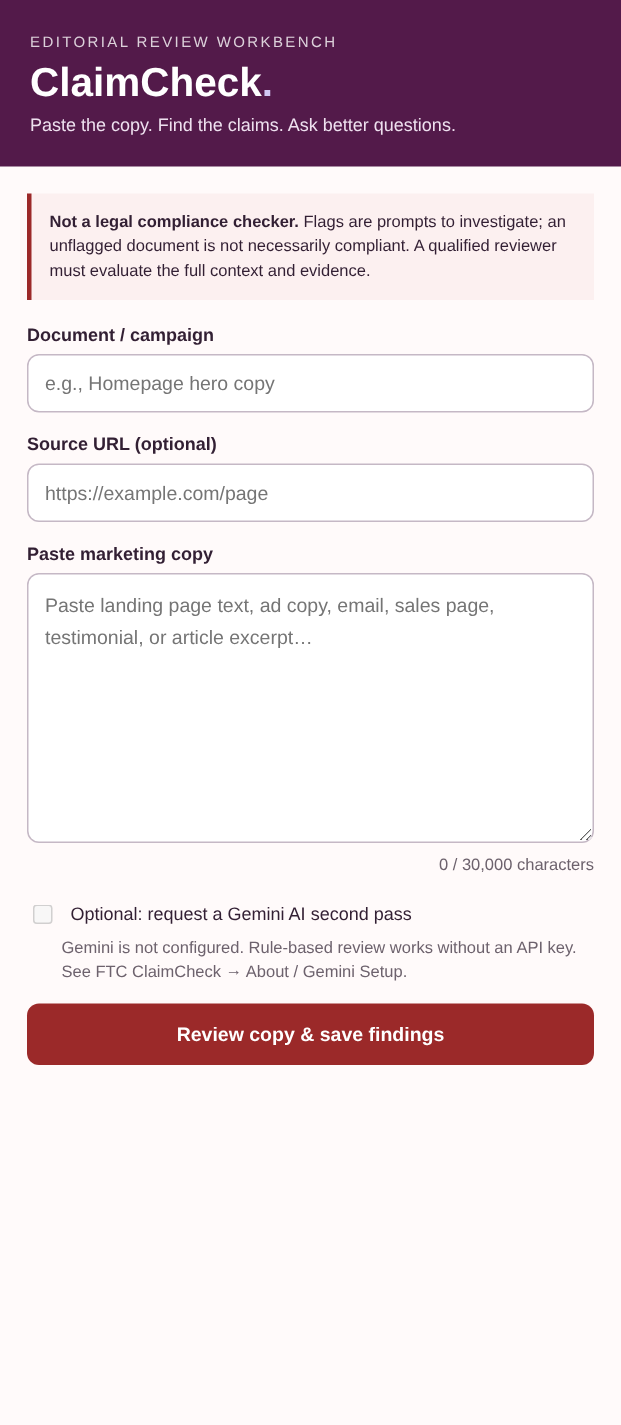 EDITORIAL REVIEW WORKBENCH
ClaimCheck.
Paste the copy. Find the claims. Ask better questions.
Not a legal compliance checker. Flags are prompts to investigate; an
unflagged document is not necessarily compliant. A qualified reviewer
must evaluate the full context and evidence.
Document / campaign
e.g., Homepage hero copy
Source URL (optional)
https://example.com/page
Paste marketing copy
Paste landing page text, ad copy, email, sales page,
testimonial, or article excerpt…
0 / 30,000 characters
Optional: request a Gemini AI second pass
Gemini is not configured. Rule-based review works without an API key.
See FTC ClaimCheck → About / Gemini Setup.
Review copy & save findings